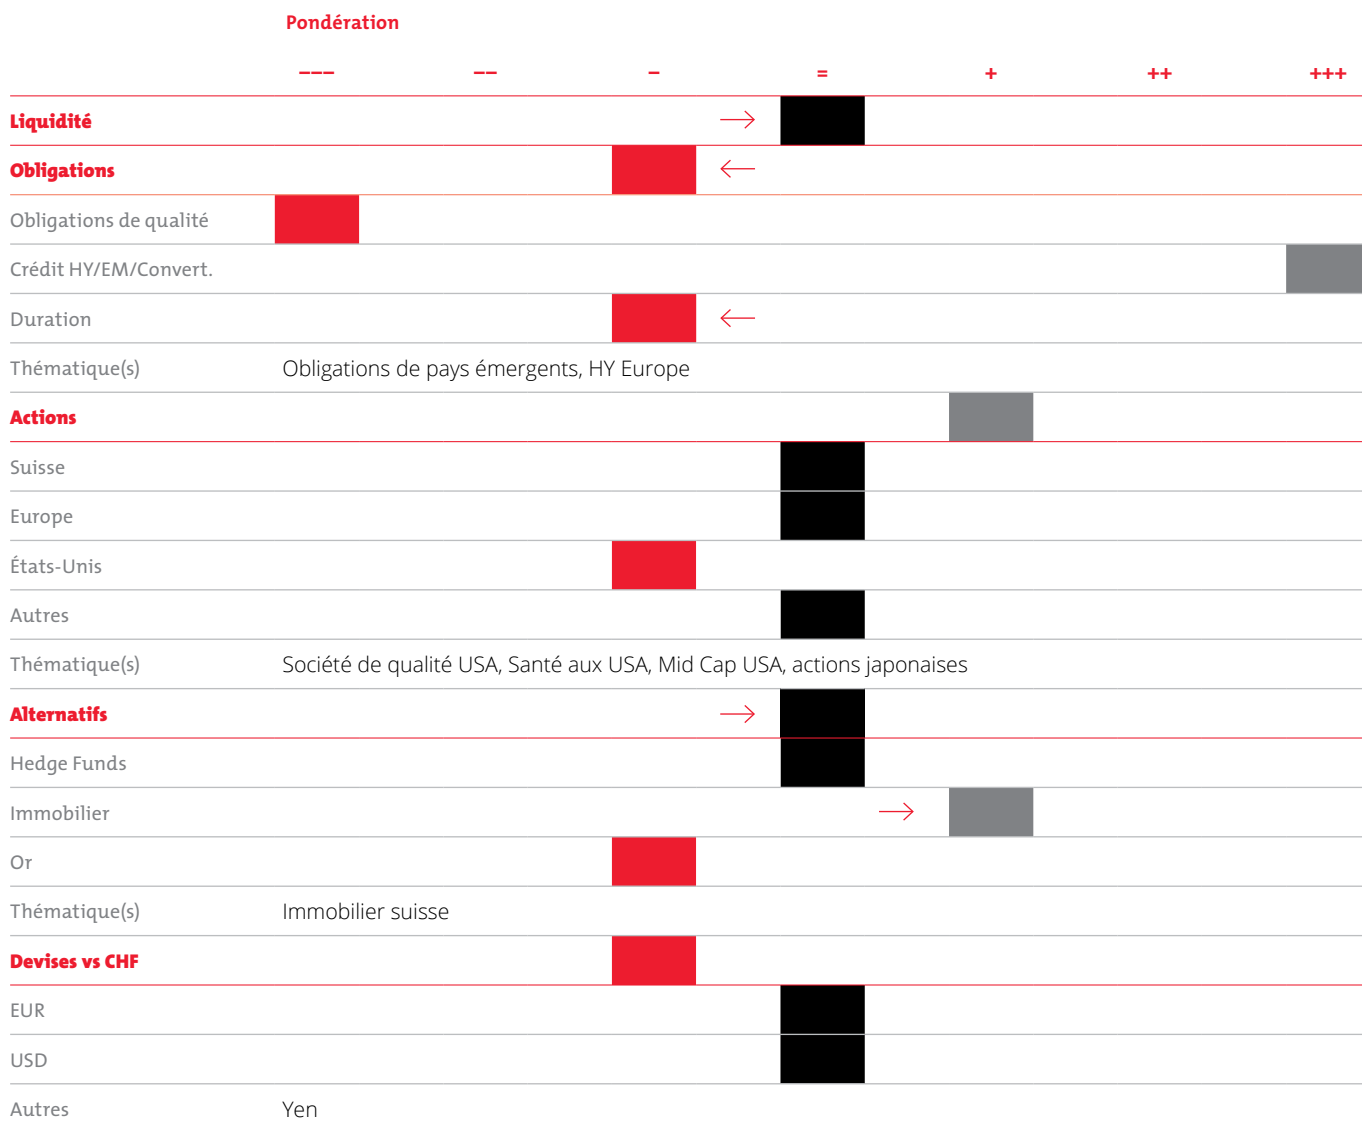 Pondération
––– –– – = + ++ +++
Liquidité →
Obligations ←
Obligations de qualité
Crédit HY/EM/Convert.
Duration ←
Thématique(s) Obligations de pays émergents, HY Europe
Actions
Suisse
Europe
États-Unis
Autres
Thématique(s) Société de qualité USA, Santé aux USA, Mid Cap USA, actions japonaises
Alternatifs →
Hedge Funds
Immobilier →
Or
Thématique(s) Immobilier suisse
Devises vs CHF
EUR
USD
Autres Yen